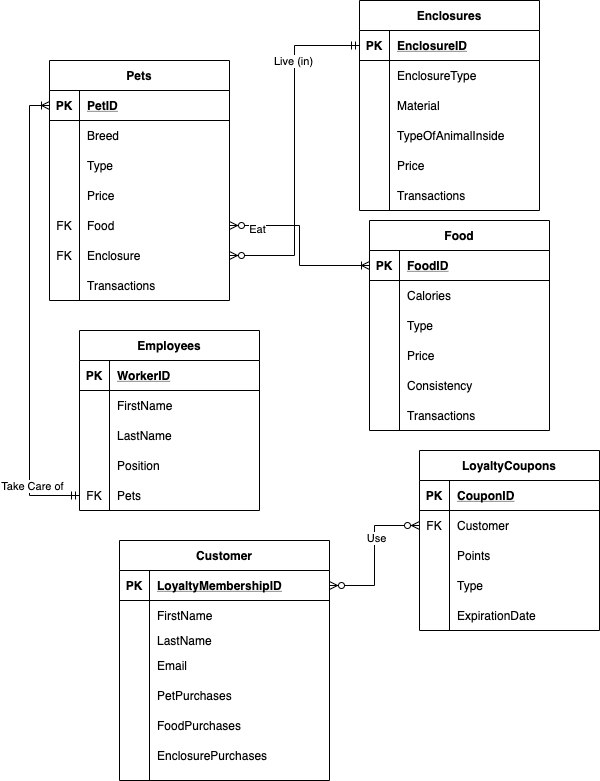 Enclosures
PK EnclosureID
EnclosureType
Material
TypeOfAnimalInside
Price
Transactions
Live (in)
Pets
PK PetID
Breed
Type
Price
FK Food
FK Enclosure
Transactions
Eat
Food
PK FoodID
Calories
Type
Price
Consistency
Transactions
Employees
PK WorkerID
FirstName
LastName
Position
FK Pets
Take Care of
LoyaltyCoupons
PK CouponID
FK Customer
Points
Type
ExpirationDate
Use
Customer
PK LoyaltyMembershipID
FirstName
LastName
Email
PetPurchases
FoodPurchases
EnclosurePurchases